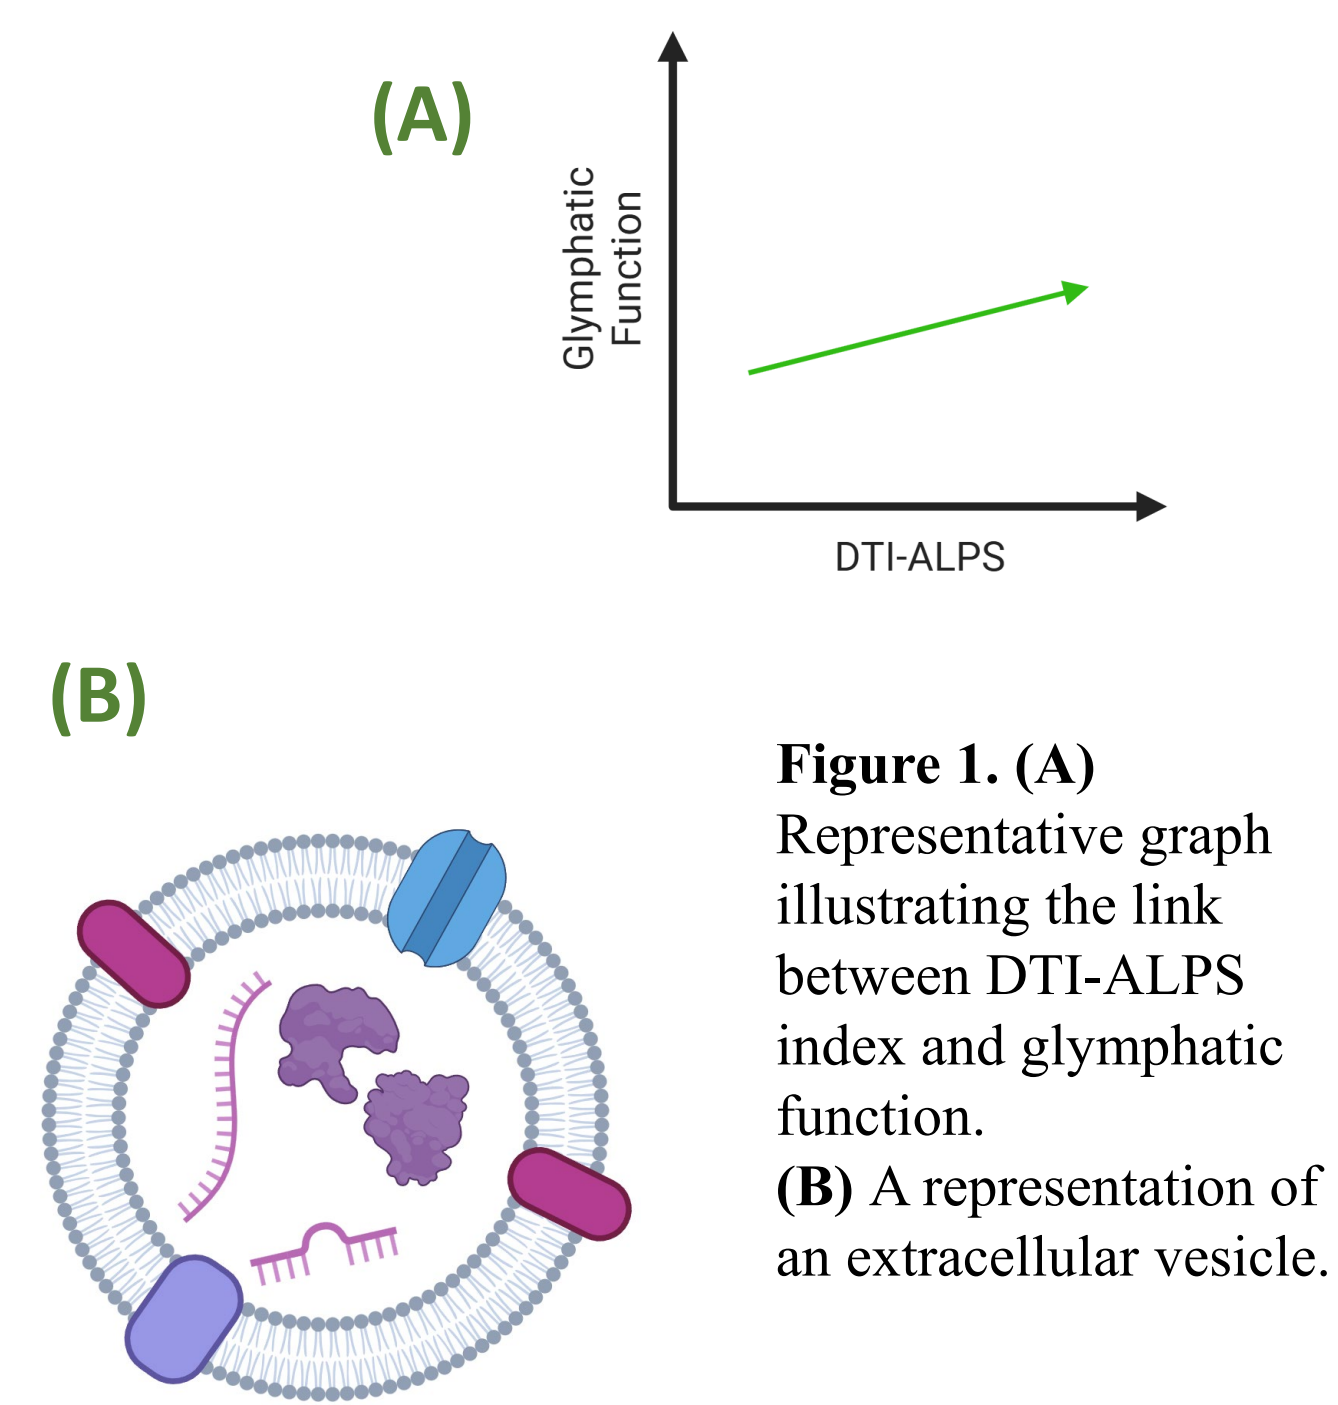 (A)
Glymphatic
Function
DTI-ALPS
(B)
Figure 1. (A)
Representative graph
illustrating the link
between DTI-ALPS
index and glymphatic
function.
(B) A representation of
an extracellular vesicle.